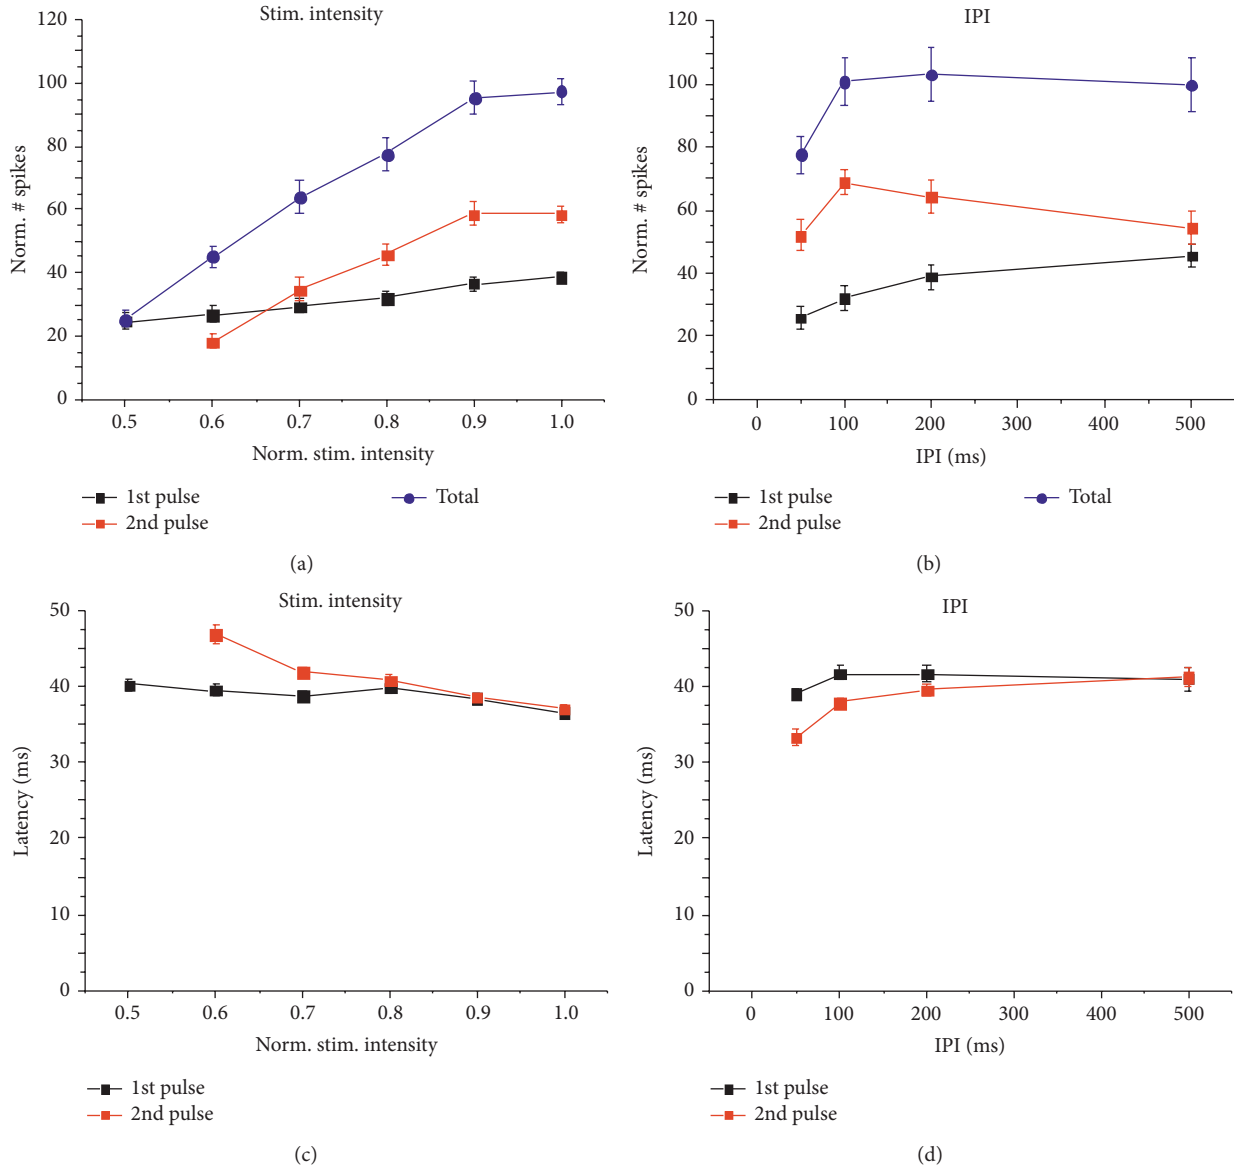 Stim. intensity
120
100
80
60
40
20
0
Norm. # spikes
0.5 0.6 0.7 0.8 0.9 1.0
Norm. stim. intensity
1st pulse
Total
2nd pulse
(a)
IPI
120
100
80
60
40
20
0
Norm. # spikes
0 100 200 300 400 500
IPI (ms)
1st pulse
Total
2nd pulse
(b)
Stim. intensity
50
40
30
20
10
0
Latency (ms)
0.5 0.6 0.7 0.8 0.9 1.0
Norm. stim. intensity
1st pulse
2nd pulse
(c)
IPI
50
40
30
20
10
0
Latency (ms)
0 100 200 300 400 500
IPI (ms)
1st pulse
2nd pulse
(d)